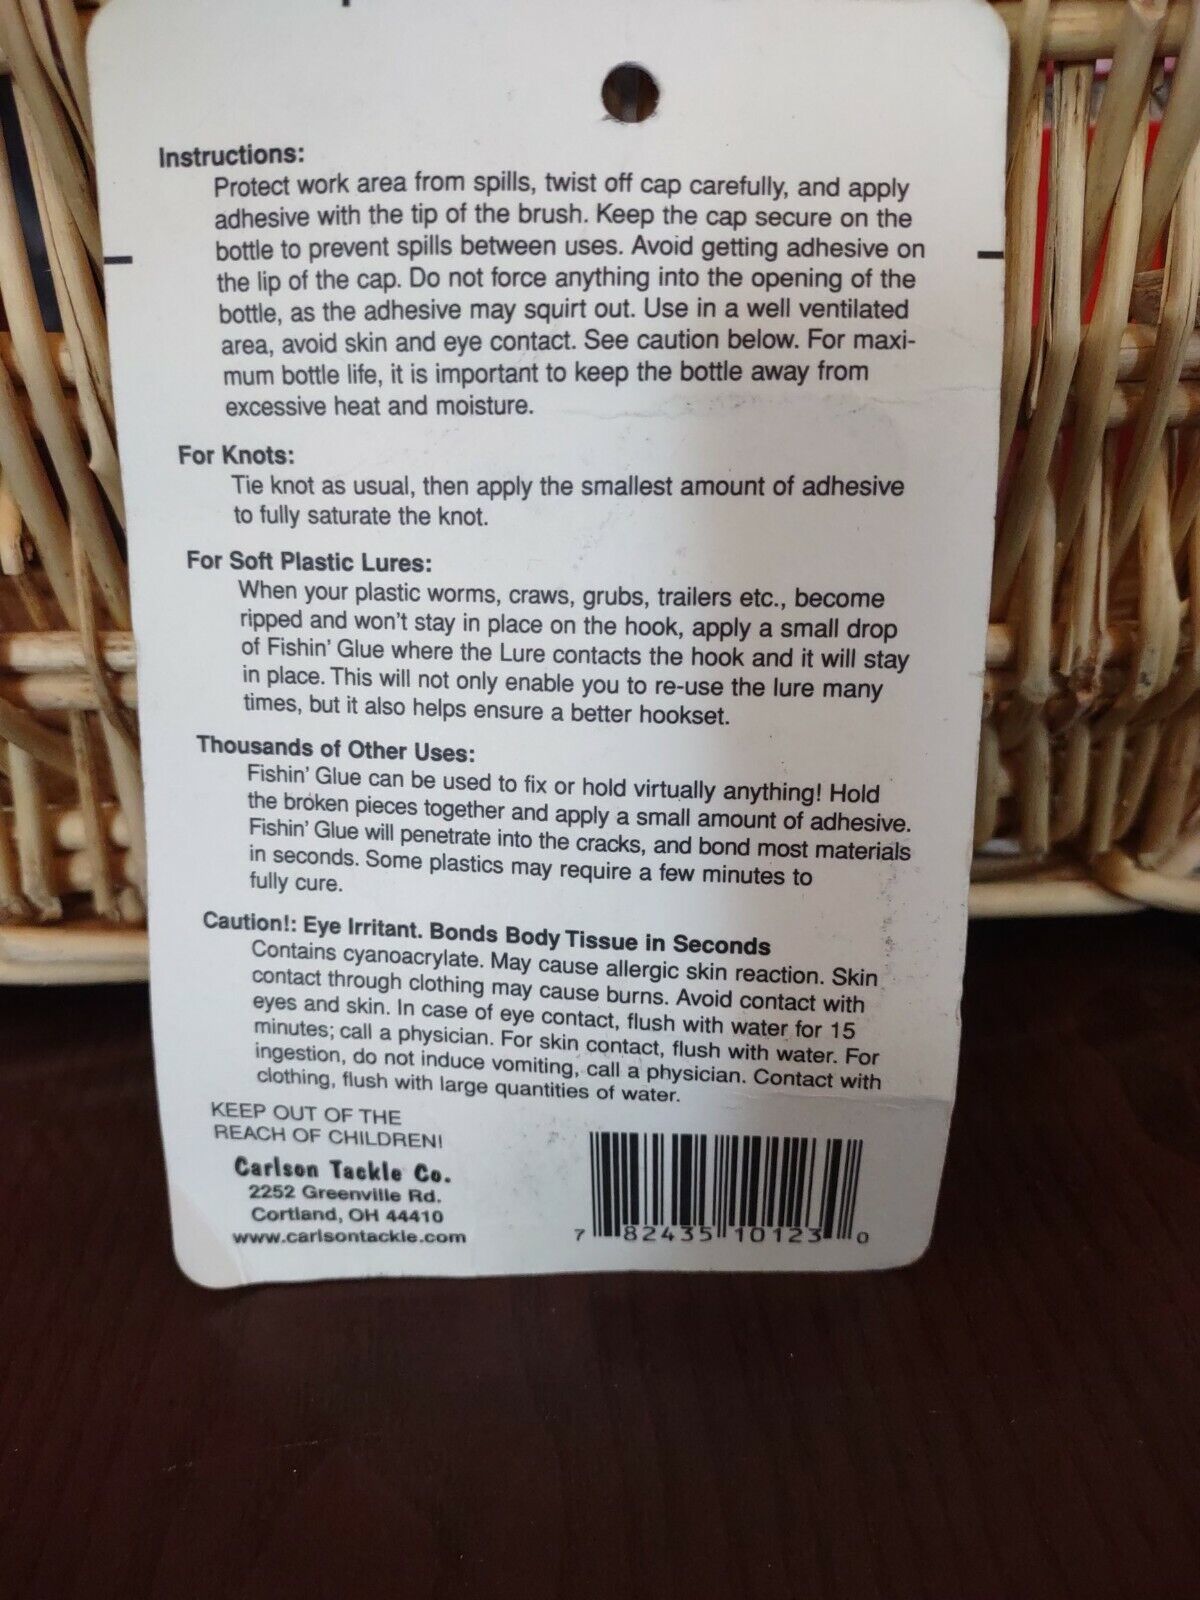 Instructions:
Protect work area from spills, twist off cap carefully, and apply
adhesive with the tip of the brush. Keep the cap secure on the
bottle to prevent spills between uses. Avoid getting adhesive on
the lip of the cap. Do not force anything into the opening of the
bottle, as the adhesive may squirt out. Use in a well ventilated
area, avoid skin and eye contact. See caution below. For maxi-
mum bottle life, it is important to keep the bottle away from
excessive heat and moisture.
For Knots:
Tie knot as usual, then apply the smallest amount of adhesive
to fully saturate the knot.
For Soft Plastic Lures:
When your plastic worms, craws, grubs, trailers etc., become
ripped and won't stay in place on the hook, apply a small drop
of Fishin' Glue where the Lure contacts the hook and it will stay
in place. This will not only enable you to re-use the lure many
times, but it also helps ensure a better hookset.
Thousands of Other Uses:
Fishin' Glue can be used to fix or hold virtually anything! Hold
the broken pieces together and apply a small amount of adhesive.
Fishin' Glue will penetrate into the cracks, and bond most materials
in seconds. Some plastics may require a few minutes to
fully cure.
Caution!: Eye Irritant. Bonds Body Tissue in Seconds
Contains cyanoacrylate. May cause allergic skin reaction. Skin
contact through clothing may cause burns. Avoid contact with
eyes and skin. In case of eye contact, flush with water for 15
minutes; call a physician. For skin contact, flush with water. For
ingestion, do not induce vomiting, call a physician. Contact with
clothing, flush with large quantities of water.
KEEP OUT OF THE
REACH OF CHILDREN!
Carlson Tackle Co.
2252 Greenville Rd.
Cortland, OH 44410
www.carlsontackle.com
7 82435 10123 0